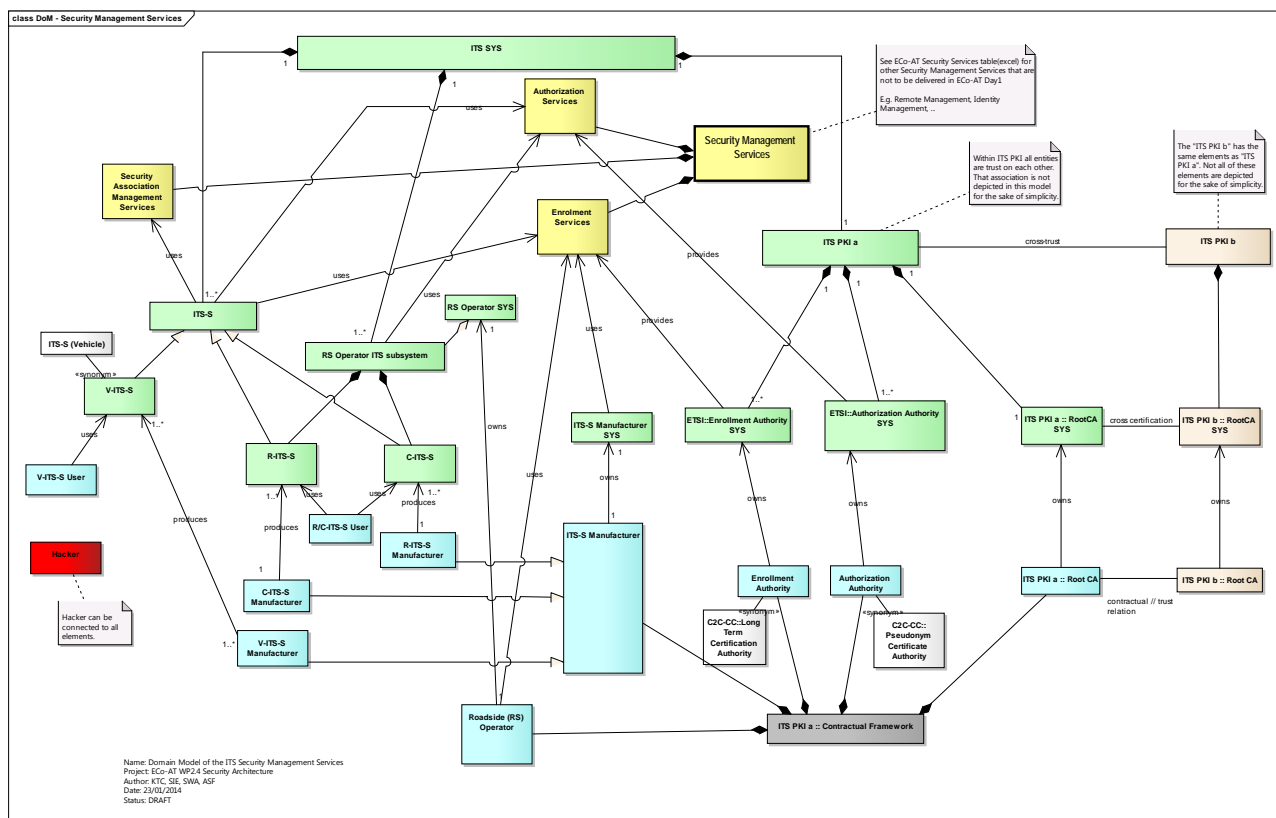 class DoM - Security Management Services
ITS SYS
1
1
1
See ECo-AT Security Services table(excel) for
other Security Management Services that are
not to be delivered in ECo-AT Day1
E.g. Remote Management, Identity
Management, ..
Authorization
Services
uses
Security Management
Services
The "ITS PKI b" has the
same elements as "ITS
PKI a". Not all of these
elements are depicted
for the sake of simplicity.
Within ITS PKI all entities
are trust on each other.
That association is not
depicted in this model
for the sake of simplicity.
Security
Association
Management
Services
Enrolment
Services
1
ITS PKI a
cross-trust
ITS PKI b
provides
uses
uses
1
1
1
1..*
ITS-S
uses
RS Operator SYS
1
provides
1..*
RS Operator ITS subsystem
uses
ITS-S (Vehicle)
«synonym»
V-ITS-S
1..*
uses
owns
1..*
1..*
1
ITS-S Manufacturer
SYS
1
ETSI::Enrollment Authority
SYS
ETSI::Authorization Authority
SYS
ITS PKI a :: RootCA
SYS
cross certification
ITS PKI b :: RootCA
SYS
R-ITS-S
C-ITS-S
V-ITS-S User
1..*
uses
uses
1..*
uses
owns
owns
owns
owns
owns
produces
produces
produces
R/C-ITS-S User
1
1
ITS-S Manufacturer
R-ITS-S
Manufacturer
Hacker
1
C-ITS-S
Manufacturer
Enrollment
Authority
Authorization
Authority
ITS PKI a :: Root CA
contractual // trust
relation
ITS PKI b :: Root CA
«synonym»
«synonym»
Hacker can be
connected to all
elements.
C2C-CC::Long
Term
Certification
Authority
C2C-CC::
Pseudonym
Certificate
Authority
1..*
V-ITS-S
Manufacturer
1
Roadside (RS)
Operator
ITS PKI a :: Contractual Framework
Name: Domain Model of the ITS Security Management Services
Project: ECo-AT WP2.4 Security Architecture
Author: KTC, SIE, SWA, ASF
Date: 23/01/2014
Status: DRAFT